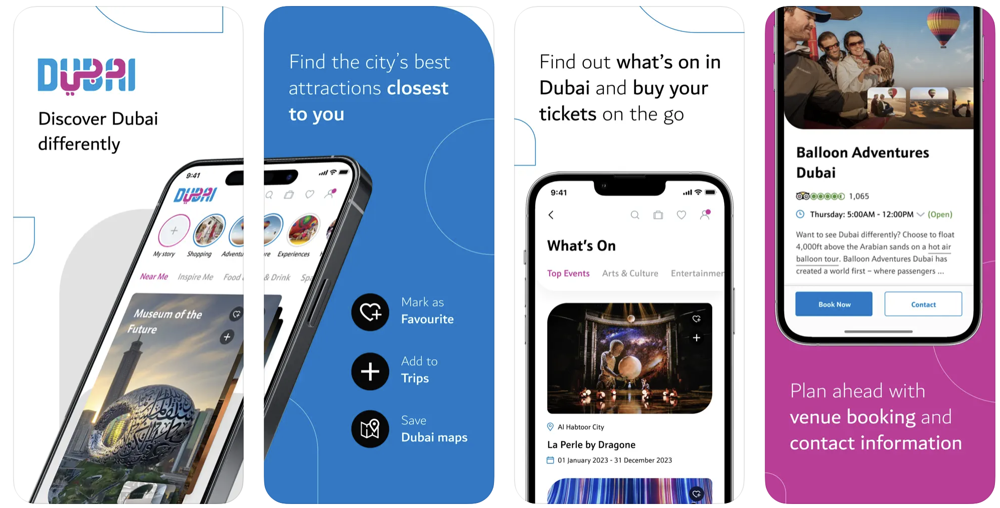 DUBAI
Discover Dubai
differently
9:41
DUBAI
My story
Shopping
Adventu
Near Me
Inspire Me
Food
Museum of the
Future
Find the city's best
attractions closest
to you
re
Experiences
& Drink
Spa
Mark as
Favourite
Add to
Trips
Save
Dubai maps
Find out what's on in
Dubai and buy your
tickets on the go
9:41
What's On
Top Events
Arts & Culture
Entertainmen
Al Habtoor City
La Perle by Dragone
01 January 2023 - 31 December 2023
Balloon Adventures
Dubai
1,065
Thursday: 5:00AM - 12:00PM (Open)
Want to see Dubai differently? Choose to float
4,000ft above the Arabian sands on a hot air
balloon tour. Balloon Adventures Dubai has
created a world first – where passengers ...
Book Now
Contact
Plan ahead with
venue booking and
contact information